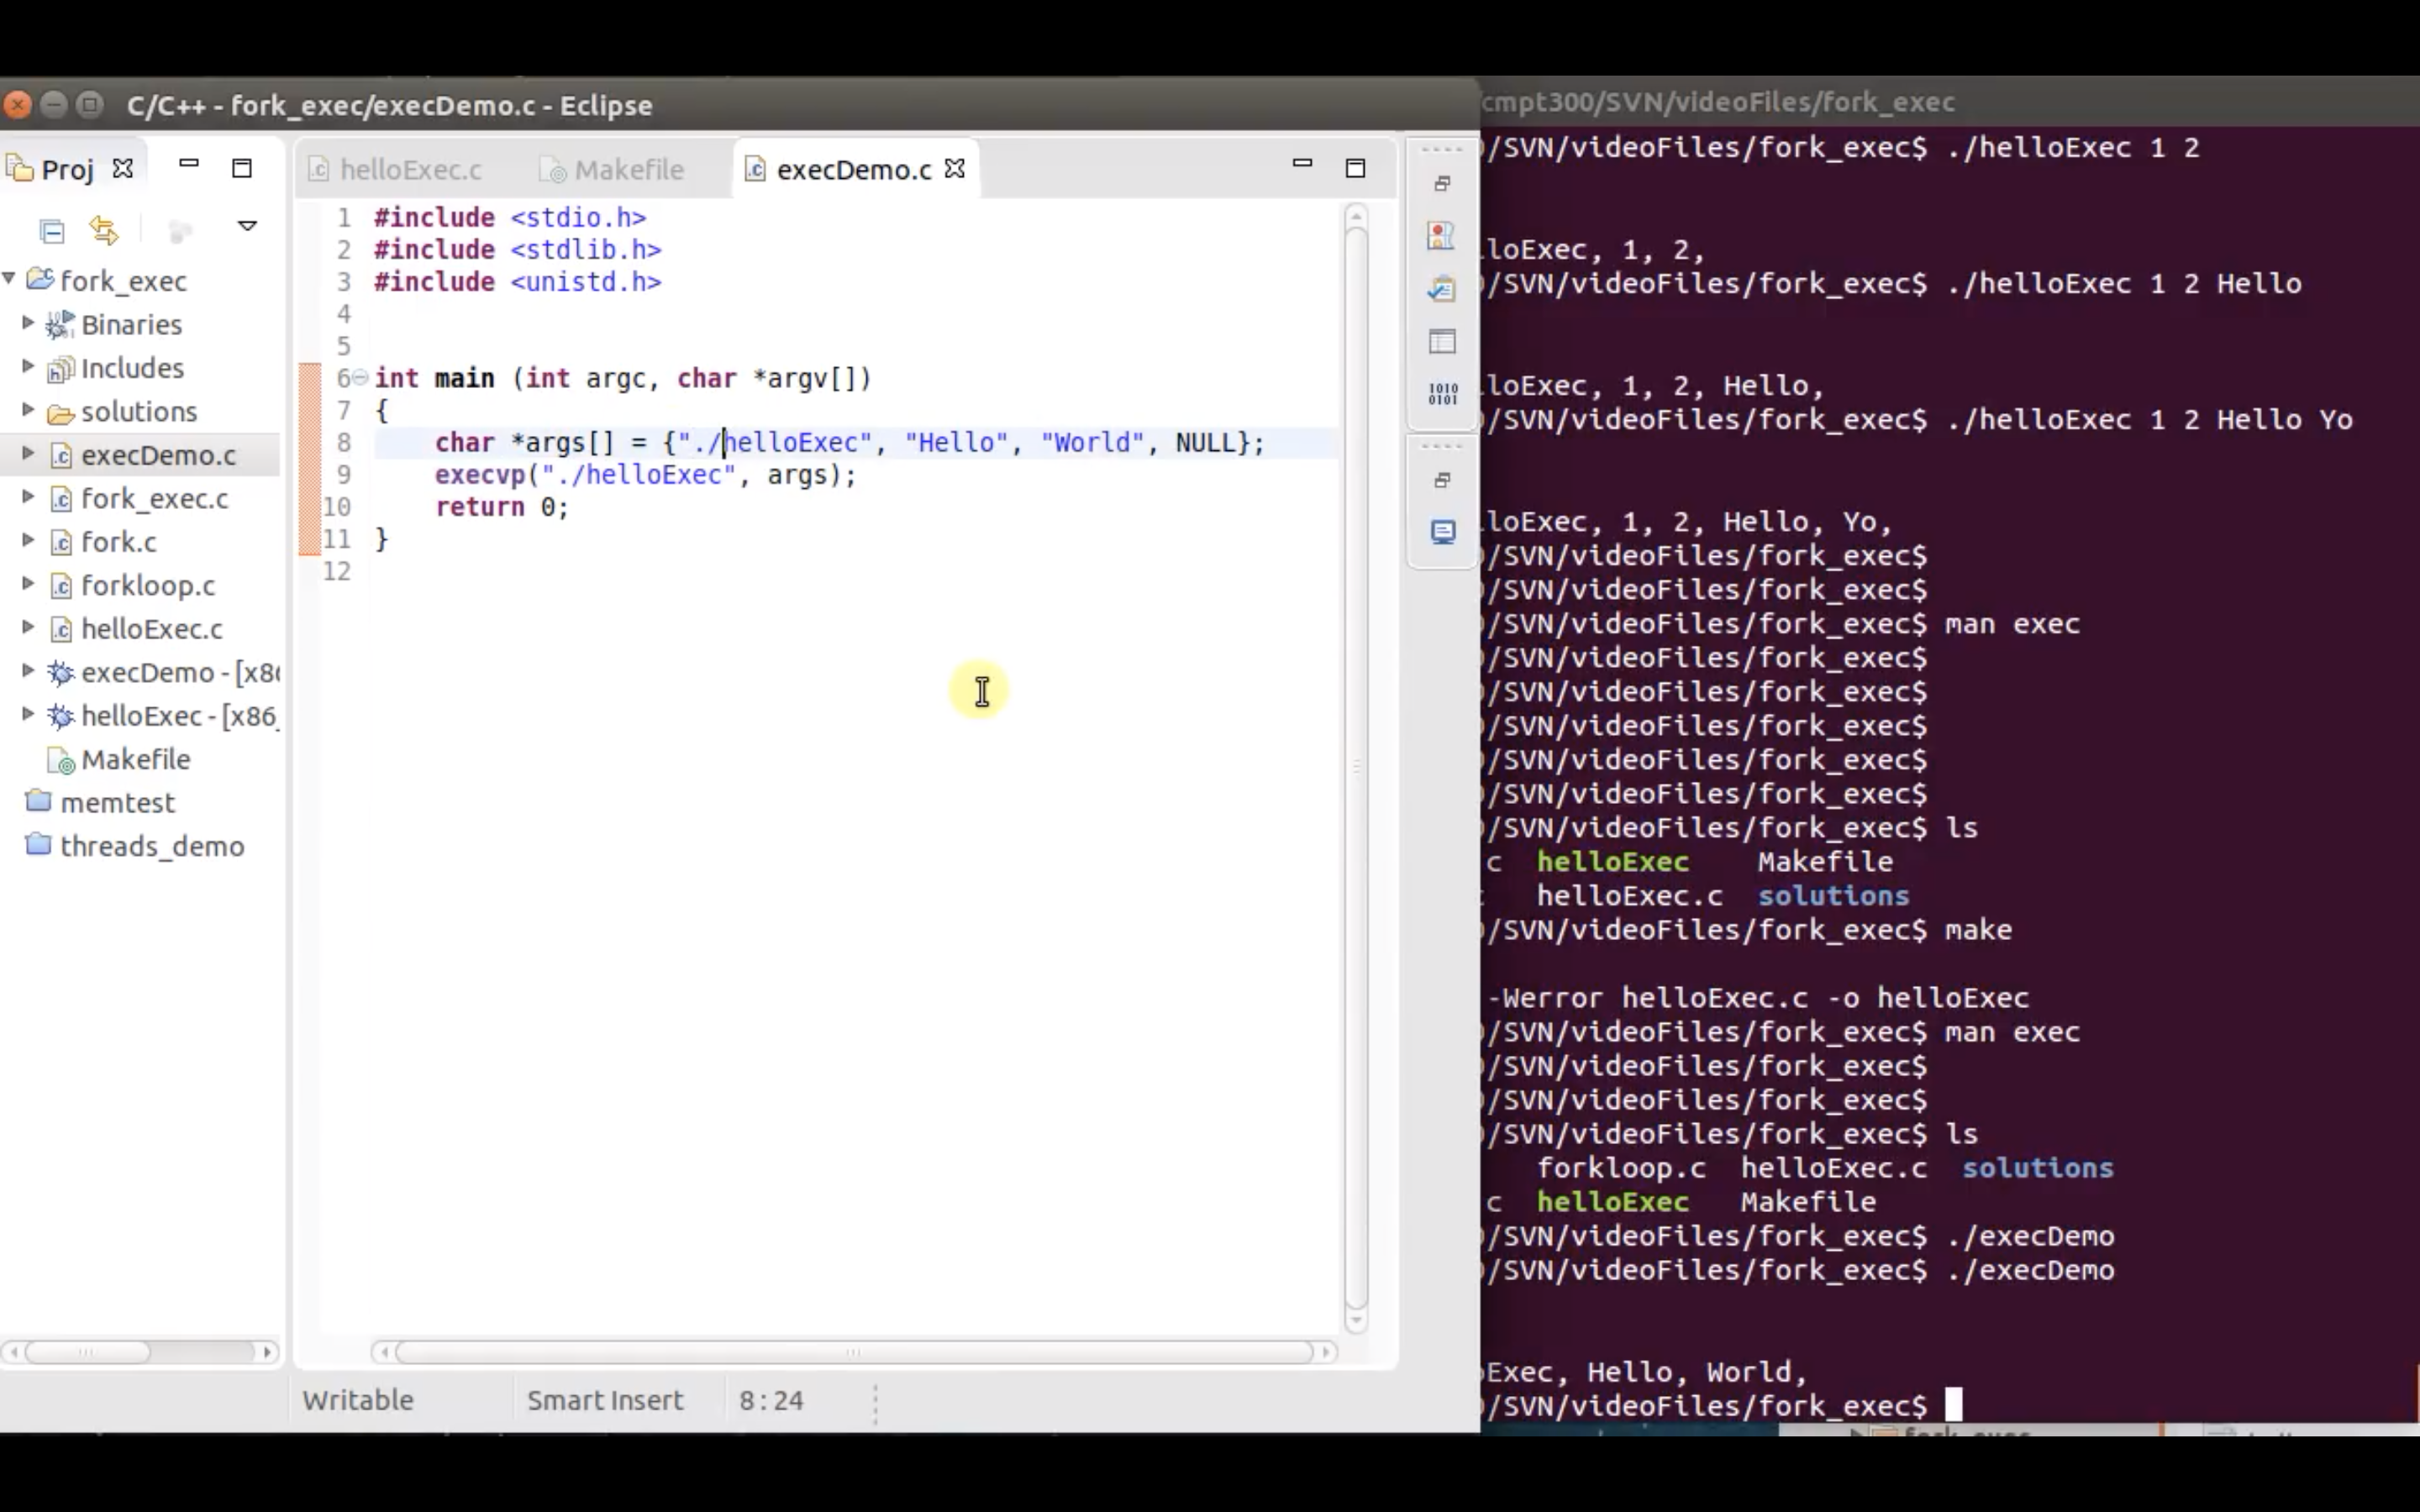 C/C++ - fork_exec/execDemo.c - Eclipse
Proj
fork_exec
Binaries
Includes
solutions
execDemo.c
fork_exec.c
fork.c
forkloop.c
helloExec.c
execDemo - [x86
helloExec - [x86_
Makefile
memtest
threads_demo
helloExec.c Makefile execDemo.c
1 #include <stdio.h>
2 #include <stdlib.h>
3 #include <unistd.h>
4
5
6 int main (int argc, char *argv[])
7 {
8 char *args[] = {"./helloExec", "Hello", "World", NULL};
9 execvp("./helloExec", args);
10 return 0;
11 }
12
Writable Smart Insert 8 : 24
1010
0101
cmpt300/SVN/videoFiles/fork_exec
/SVN/videoFiles/fork_exec$ ./helloExec 1 2
loExec, 1, 2,
/SVN/videoFiles/fork_exec$ ./helloExec 1 2 Hello
loExec, 1, 2, Hello,
/SVN/videoFiles/fork_exec$ ./helloExec 1 2 Hello Yo
loExec, 1, 2, Hello, Yo,
/SVN/videoFiles/fork_exec$
/SVN/videoFiles/fork_exec$
/SVN/videoFiles/fork_exec$ man exec
/SVN/videoFiles/fork_exec$
/SVN/videoFiles/fork_exec$
/SVN/videoFiles/fork_exec$
/SVN/videoFiles/fork_exec$
/SVN/videoFiles/fork_exec$
/SVN/videoFiles/fork_exec$ ls
c helloExec Makefile
helloExec.c solutions
/SVN/videoFiles/fork_exec$ make
-Werror helloExec.c -o helloExec
/SVN/videoFiles/fork_exec$ man exec
/SVN/videoFiles/fork_exec$
/SVN/videoFiles/fork_exec$
/SVN/videoFiles/fork_exec$ ls
forkloop.c helloExec.c solutions
c helloExec Makefile
/SVN/videoFiles/fork_exec$ ./execDemo
/SVN/videoFiles/fork_exec$ ./execDemo
Exec, Hello, World,
/SVN/videoFiles/fork_exec$